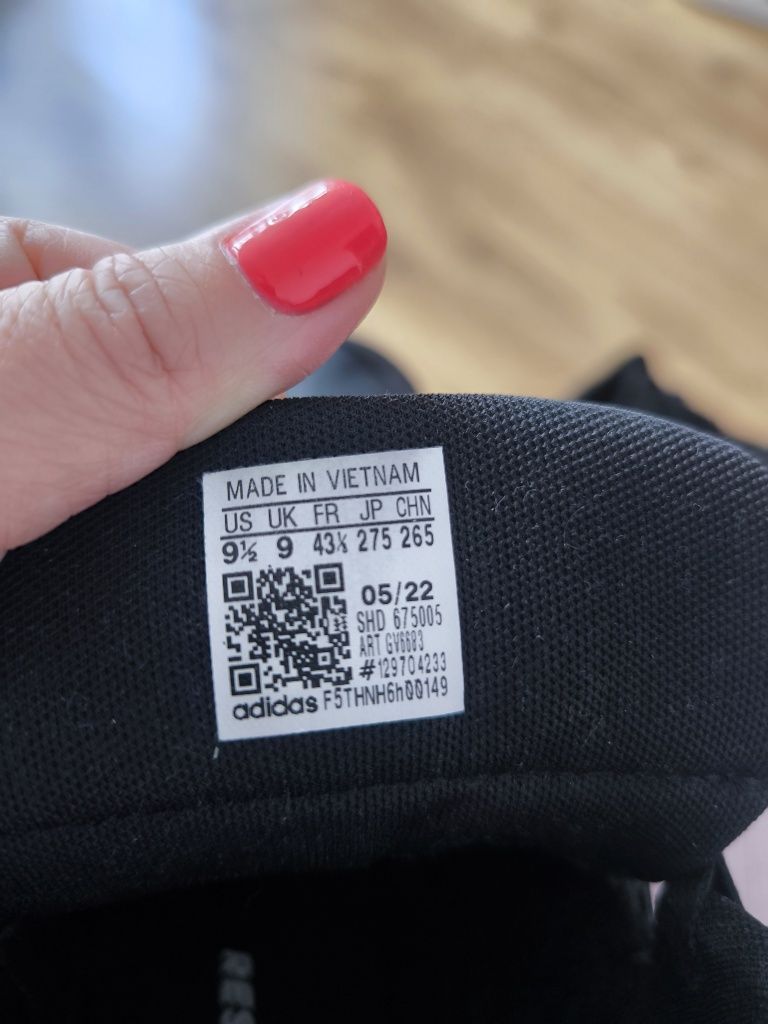 MADE IN VIETNAM
US UK FR JP CHN
9½ 9 43⅓ 275 265
05/22
SHD 675005
ART GV6683
#129704233
adidas F5THNH6h00149
RES